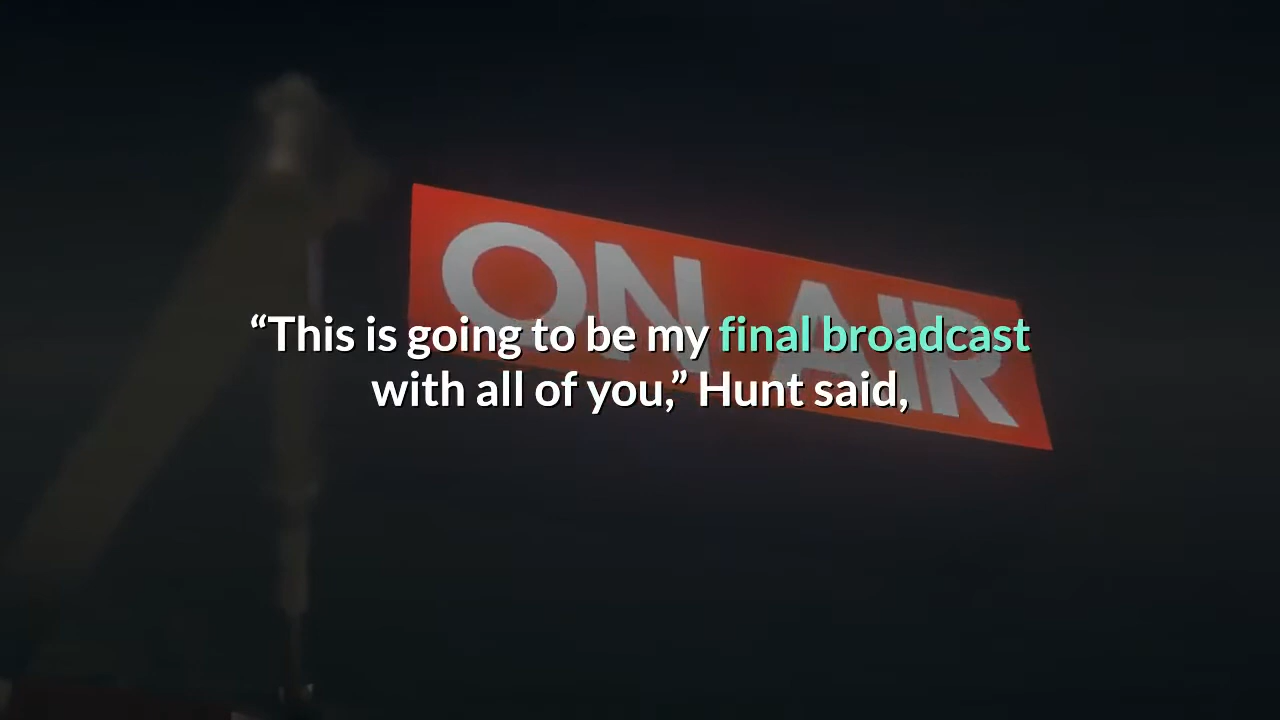 ON AIR
“This is going to be my final broadcast
with all of you,” Hunt said,